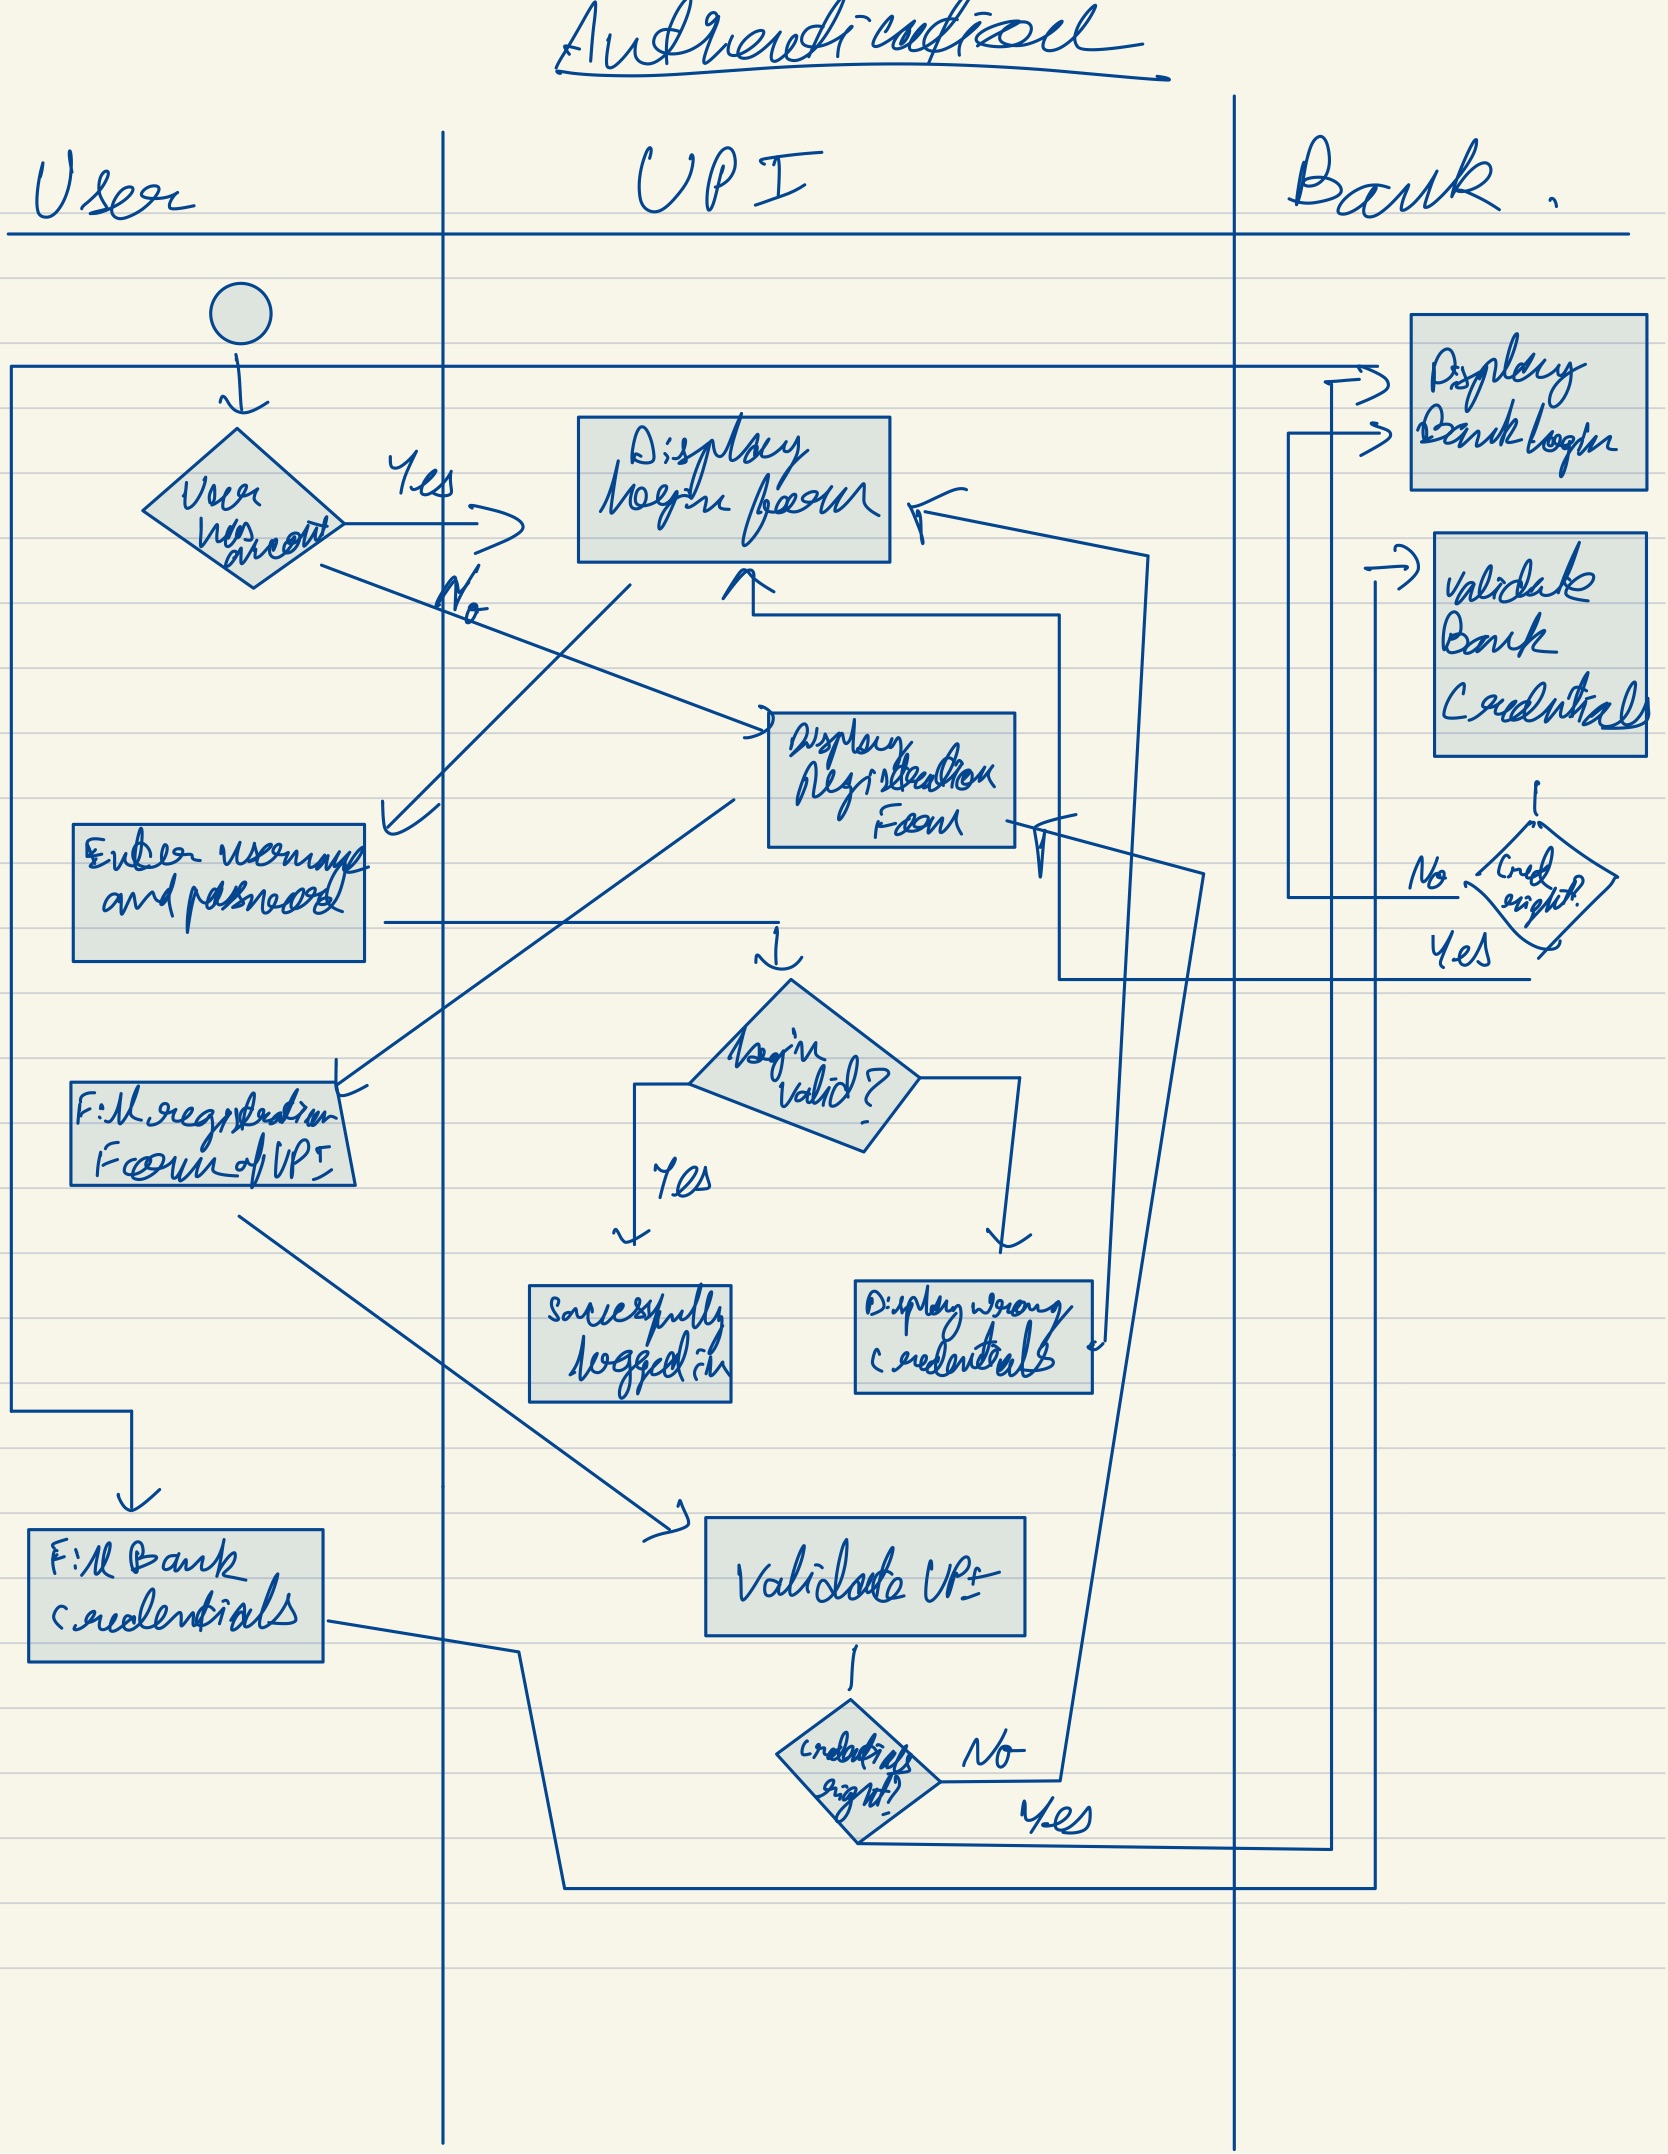 Authentication
User
UPI
Bank.
User
has
account
Yes
No
Display
login form
Display
Bank login
Validate
Bank
Credentials
Display
Registration
Form
Enter username
and password
Cred
right?
No
Yes
Login
valid?
Yes
Fill registration
Form of UPI
Successfully
logged in
Display wrong
credentials
Fill Bank
credentials
Validate UPI
credentials
right?
No
Yes